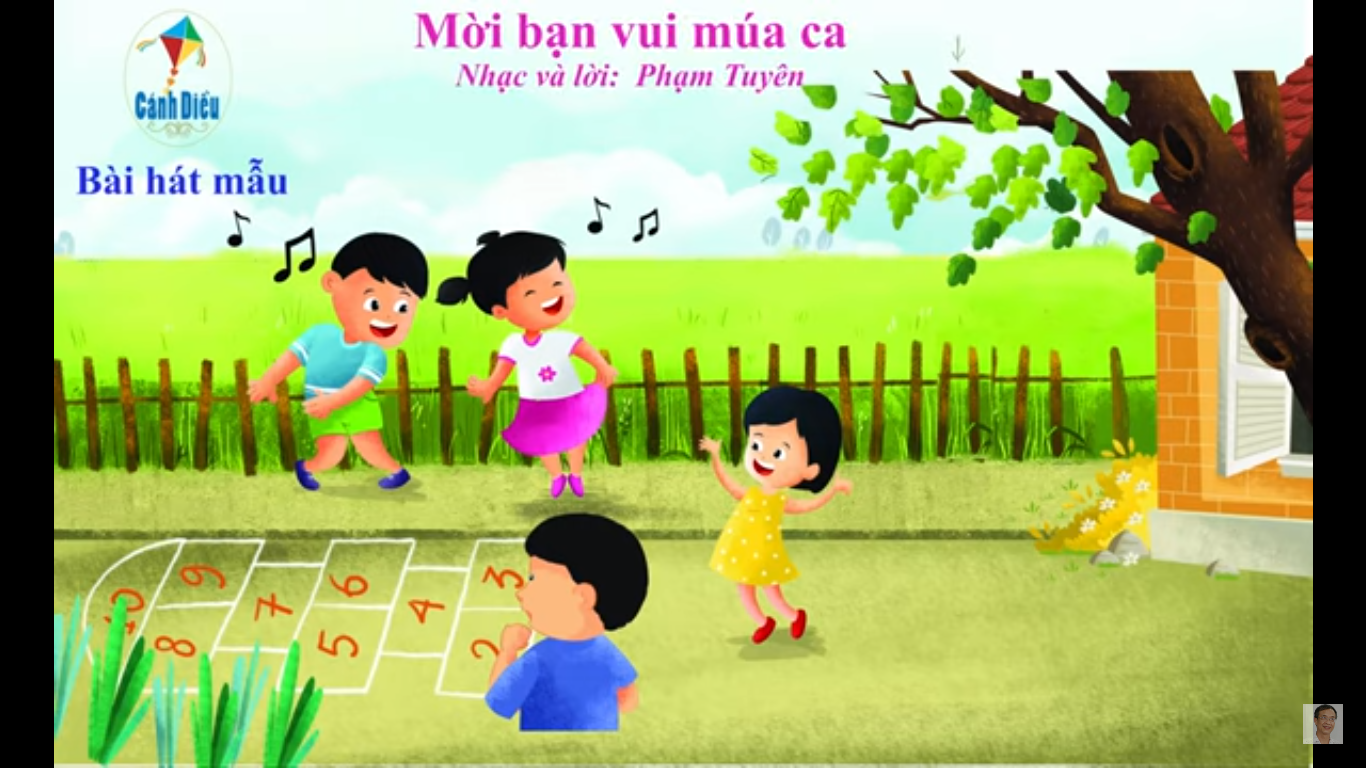 Mời bạn vui múa ca
Nhạc và lời: Phạm Tuyên
Cánh Diều
Bài hát mẫu
10 9 7 6 4 3
8 5 2